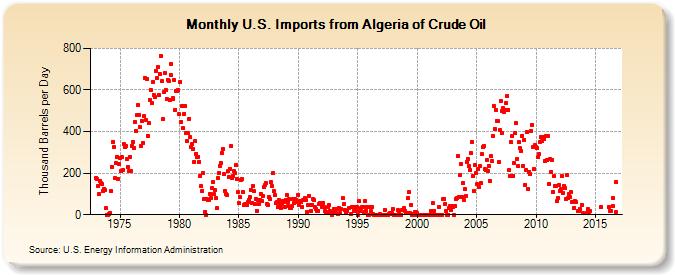 Monthly U.S. Imports from Algeria of Crude Oil
Thousand Barrels per Day
800
600
400
200
0
1975 1980 1985 1990 1995 2000 2005 2010 2015
Source: U.S. Energy Information Administration